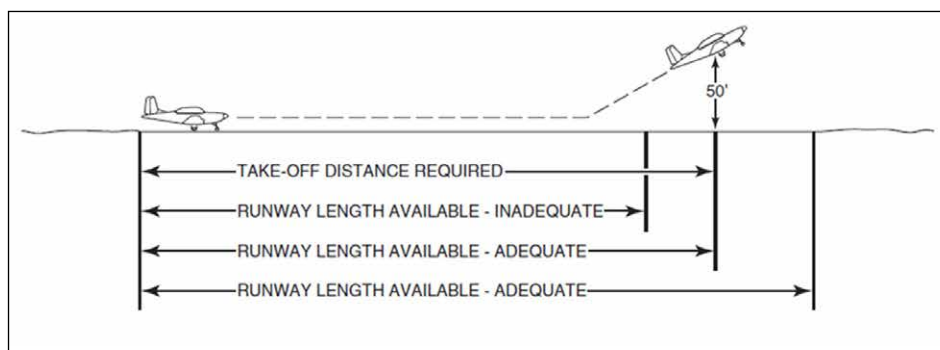 50'
TAKE-OFF DISTANCE REQUIRED
RUNWAY LENGTH AVAILABLE - INADEQUATE
RUNWAY LENGTH AVAILABLE - ADEQUATE
RUNWAY LENGTH AVAILABLE - ADEQUATE